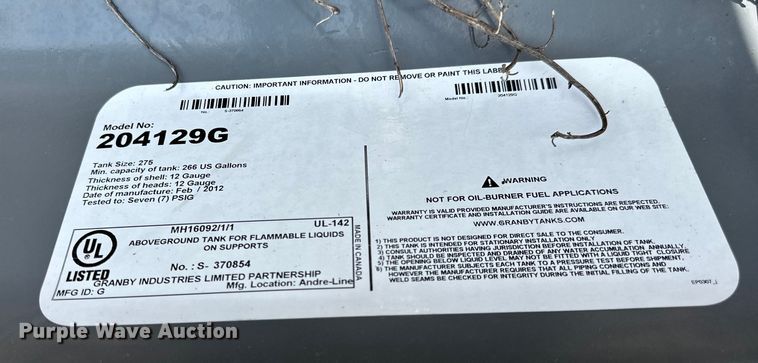 CAUTION: IMPORTANT INFORMATION - DO NOT REMOVE OR PAINT THIS LABEL
No. S-370854
Model No.: 204129G
Model No:
204129G
Tank Size: 275
Min. capacity of tank: 266 US Gallons
Thickness of shell: 12 Gauge
Thickness of heads: 12 Gauge
Date of manufacture: Feb / 2012
Tested to: Seven (7) PSIG
MH16092/1/1 UL-142
ABOVEGROUND TANK FOR FLAMMABLE LIQUIDS
ON SUPPORTS
UL
LISTED
No. : S- 370854
GRANBY INDUSTRIES LIMITED PARTNERSHIP
MFG ID: G Mfg. Location: Andre-Line
MADE IN CANADA
WARNING
NOT FOR OIL-BURNER FUEL APPLICATIONS
WARRANTY IS VALID PROVIDED MANUFACTURER'S INSTRUCTIONS ARE RESPECTED.
WARRANTY CERTIFICATE AND INSTALLATION GUIDE ARE AVAILABLE ON OUR WEB SITE:
WWW.GRANBYTANKS.COM
1) THIS PRODUCT IS NOT DESIGNED FOR DIRECT SALE TO THE CONSUMER.
2) THIS TANK IS INTENDED FOR STATIONARY INSTALLATION ONLY.
3) CONSULT AUTHORITIES HAVING JURISDICTION BEFORE INSTALLATION.
4) TANK SHOULD BE INSPECTED AND DRAINED OF ANY WATER ACCUMULATION ANNUALLY.
5) THE OPENING BELOW LIQUID LEVEL MAY NOT BE FITTED WITH A LIQUID TIGHT CLOSURE
6) THE MANUFACTURER SUBJECTS EACH TANK TO A PRESSURE TEST BEFORE SHIPMENT,
HOWEVER THE MANUFACTURER REQUIRES THAT ALL PIPING CONNECTIONS AND
WELD SEAMS BE CHECKED FOR INTEGRITY DURING THE INITIAL FILLING OF THE TANK.
EP0307_I
Purple Wave Auction